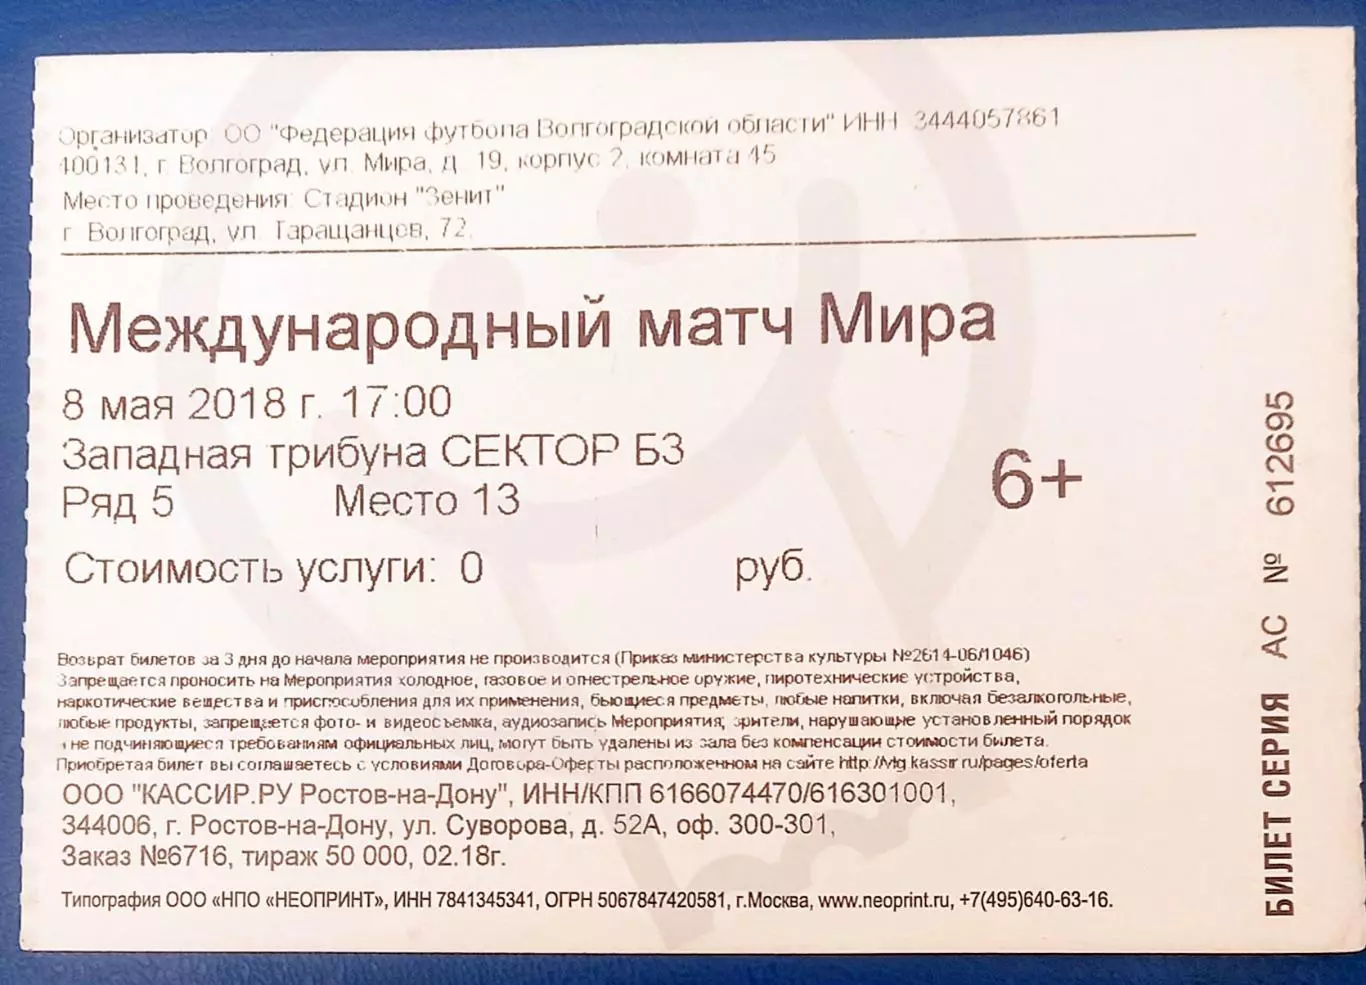 Организатор: ОО "Федерация футбола Волгоградской области" ИНН 3444057861
400131, г. Волгоград, ул. Мира, д. 19, корпус 2, комната 45
Место проведения: Стадион "Зенит"
г. Волгоград, ул. Таращанцев, 72,
Международный матч Мира
8 мая 2018 г. 17:00
Западная трибуна СЕКТОР Б3
Ряд 5 Место 13
6+
Стоимость услуги: 0 руб.
Возврат билетов за 3 дня до начала мероприятия не производится (Приказ министерства культуры №2614-06/1046)
Запрещается проносить на Мероприятия холодное, газовое и огнестрельное оружие, пиротехнические устройства,
наркотические вещества и приспособления для их применения, бьющиеся предметы, любые напитки, включая безалкогольные,
любые продукты, запрещается фото- и видеосъемка, аудиозапись Мероприятия; зрители, нарушающие установленный порядок
и не подчиняющиеся требованиям официальных лиц, могут быть удалены из зала без компенсации стоимости билета.
Приобретая билет вы соглашаетесь с условиями Договора-Оферты расположенном на сайте http://vlg.kassir.ru/pages/oferta
ООО "КАССИР.РУ Ростов-на-Дону", ИНН/КПП 6166074470/616301001,
344006, г. Ростов-на-Дону, ул. Суворова, д. 52А, оф. 300-301,
Заказ №6716, тираж 50 000, 02.18г.
Типография ООО «НПО «НЕОПРИНТ», ИНН 7841345341, ОГРН 5067847420581, г.Москва, www.neoprint.ru, +7(495)640-63-16.
БИЛЕТ СЕРИЯ АС № 612695